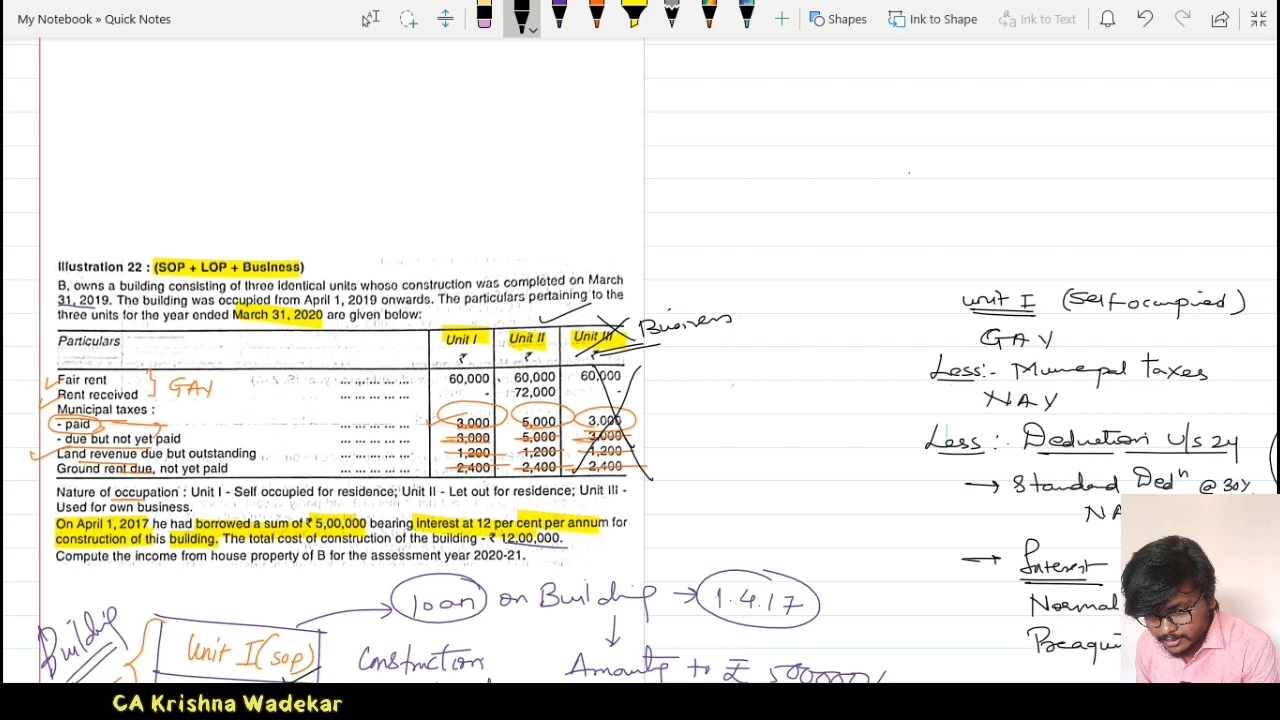 My Notebook » Quick Notes
Shapes
Ink to Shape
Ink to Text
Illustration 22 : (SOP + LOP + Business)
B, owns a building consisting of three identical units whose construction was completed on March
31, 2019. The building was occupied from April 1, 2019 onwards. The particulars pertaining to the
three units for the year ended March 31, 2020 are given below:
Business
Particulars Unit I Unit II Unit III
₹ ₹ ₹
Fair rent ... ... ... ... 60,000 60,000 60,000
Rent received ... ... ... ... - 72,000 -
GAY
Municipal taxes :
- paid ... ... ... ... 3,000 5,000 3,000
- due but not yet paid ... ... ... ... 3,000 5,000 3,000
Land revenue due but outstanding ... ... ... ... 1,200 1,200 1,200
Ground rent due, not yet paid ... ... ... ... 2,400 2,400 2,400
Nature of occupation : Unit I - Self occupied for residence; Unit II - Let out for residence; Unit III -
Used for own business.
On April 1, 2017 he had borrowed a sum of ₹ 5,00,000 bearing interest at 12 per cent per annum for
construction of this building. The total cost of construction of the building - ₹ 12,00,000.
Compute the income from house property of B for the assessment year 2020-21.
loan on Building → 1.4.17
Building
Unit I (SOP)
Construction
Amounts to ₹ 500000/
unit I (Self ocupied)
GAY
Less:- Municpal taxes
NAY
Less:- Deduction u/s 24
→ Standard Dedⁿ @ 30%
→ Interest
Normal
CA Krishna Wadekar